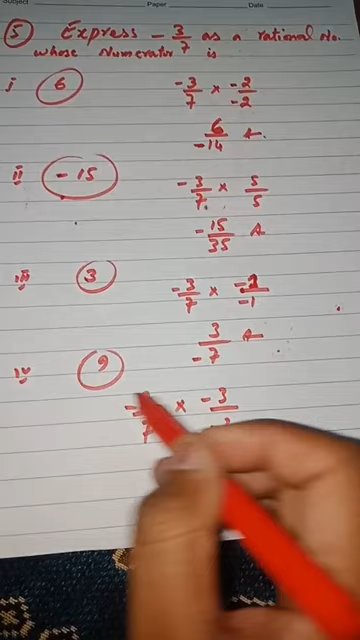 Subject Paper Date
5 Express -3/7 as a rational No.
whose Numerator is
i 6 -3/7 × -2/-2
6/-14 A.
ii -15 -3/7 × 5/5
-15/35 A
iii 3 -3/7 × -1/-1
3/-7 A
iv 9
7 × -3